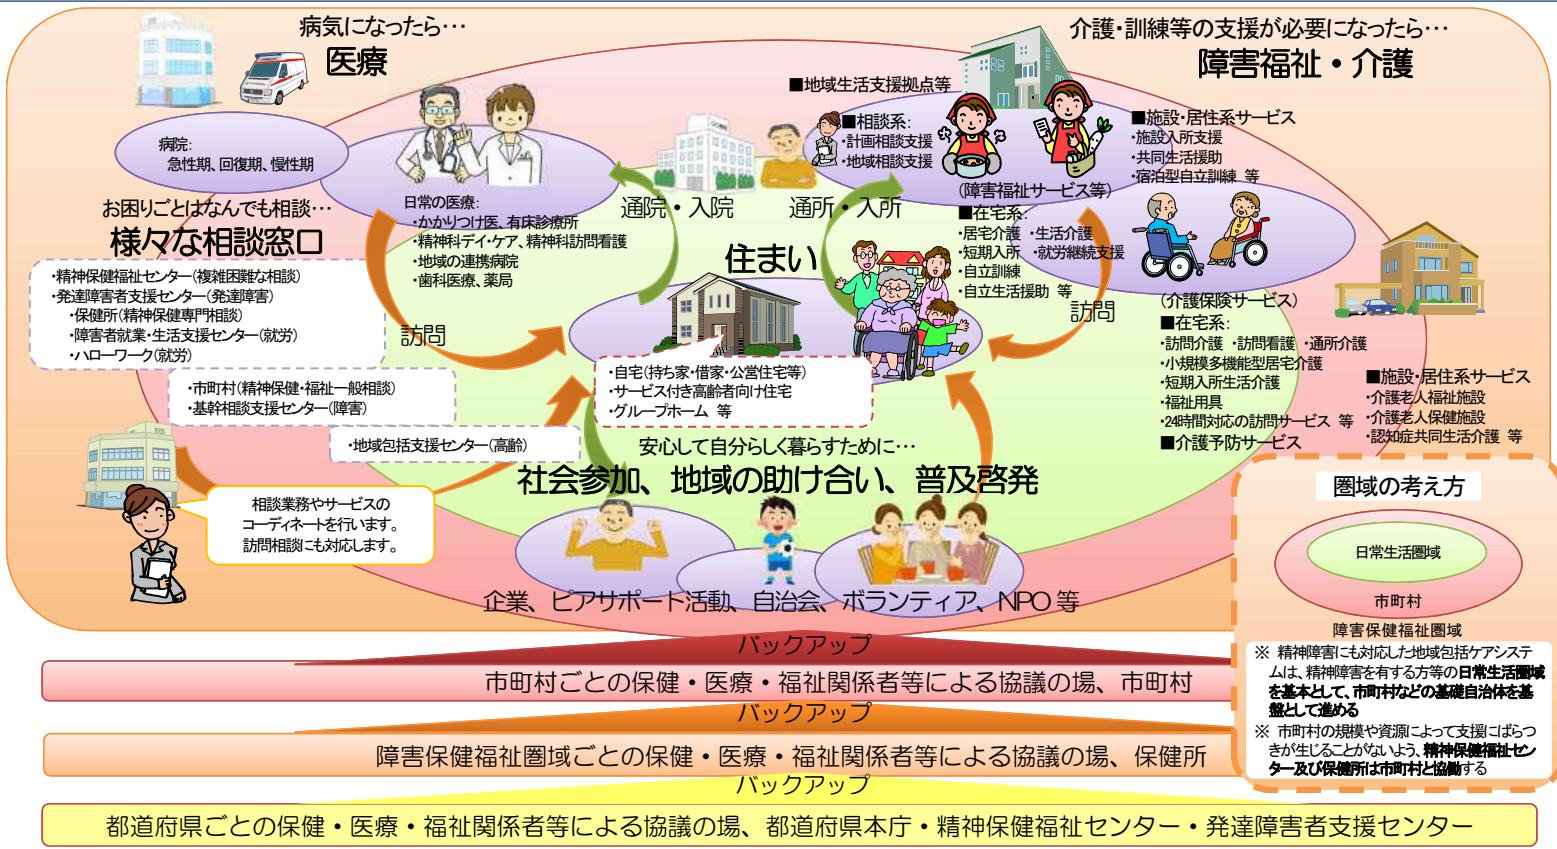 病気になったら…
医療
病院:
急性期、回復期、慢性期
日常の医療:
・かかりつけ医、有床診療所
・精神科デイ・ケア、精神科訪問看護
・地域の連携病院
・歯科医療、薬局
お困りごとはなんでも相談…
様々な相談窓口
・精神保健福祉センター(複雑困難な相談)
・発達障害者支援センター(発達障害)
・保健所(精神保健専門相談)
・障害者就業・生活支援センター(就労)
・ハローワーク(就労)
・市町村(精神保健・福祉一般相談)
・基幹相談支援センター(障害)
・地域包括支援センター(高齢)
相談業務やサービスの
コーディネートを行います。
訪問相談にも対応します。
訪問
通院・入院
通所・入所
住まい
・自宅(持ち家・借家・公営住宅等)
・サービス付き高齢者向け住宅
・グループホーム 等
介護・訓練等の支援が必要になったら…
障害福祉・介護
■地域生活支援拠点等
■相談系:
・計画相談支援
・地域相談支援
■施設・居住系サービス
・施設入所支援
・共同生活援助
・宿泊型自立訓練 等
(障害福祉サービス等)
■在宅系:
・居宅介護 ・生活介護
・短期入所 ・就労継続支援
・自立訓練
・自立生活援助 等
訪問
(介護保険サービス)
■在宅系:
・訪問介護 ・訪問看護 ・通所介護
・小規模多機能型居宅介護
・短期入所生活介護
・福祉用具
・24時間対応の訪問サービス 等
■介護予防サービス
■施設・居住系サービス
・介護老人福祉施設
・介護老人保健施設
・認知症共同生活介護 等
安心して自分らしく暮らすために…
社会参加、地域の助け合い、普及啓発
企業、ピアサポート活動、自治会、ボランティア、NPO 等
圏域の考え方
日常生活圏域
市町村
障害保健福祉圏域
※ 精神障害にも対応した地域包括ケアシステ
ムは、精神障害を有する方等の日常生活圏域
を基本として、市町村などの基礎自治体を基
盤として進める
※ 市町村の規模や資源によって支援にばらつ
きが生じることがないよう、精神保健福祉セン
ター及び保健所は市町村と協働する
バックアップ
市町村ごとの保健・医療・福祉関係者等による協議の場、市町村
バックアップ
障害保健福祉圏域ごとの保健・医療・福祉関係者等による協議の場、保健所
バックアップ
都道府県ごとの保健・医療・福祉関係者等による協議の場、都道府県本庁・精神保健福祉センター・発達障害者支援センター